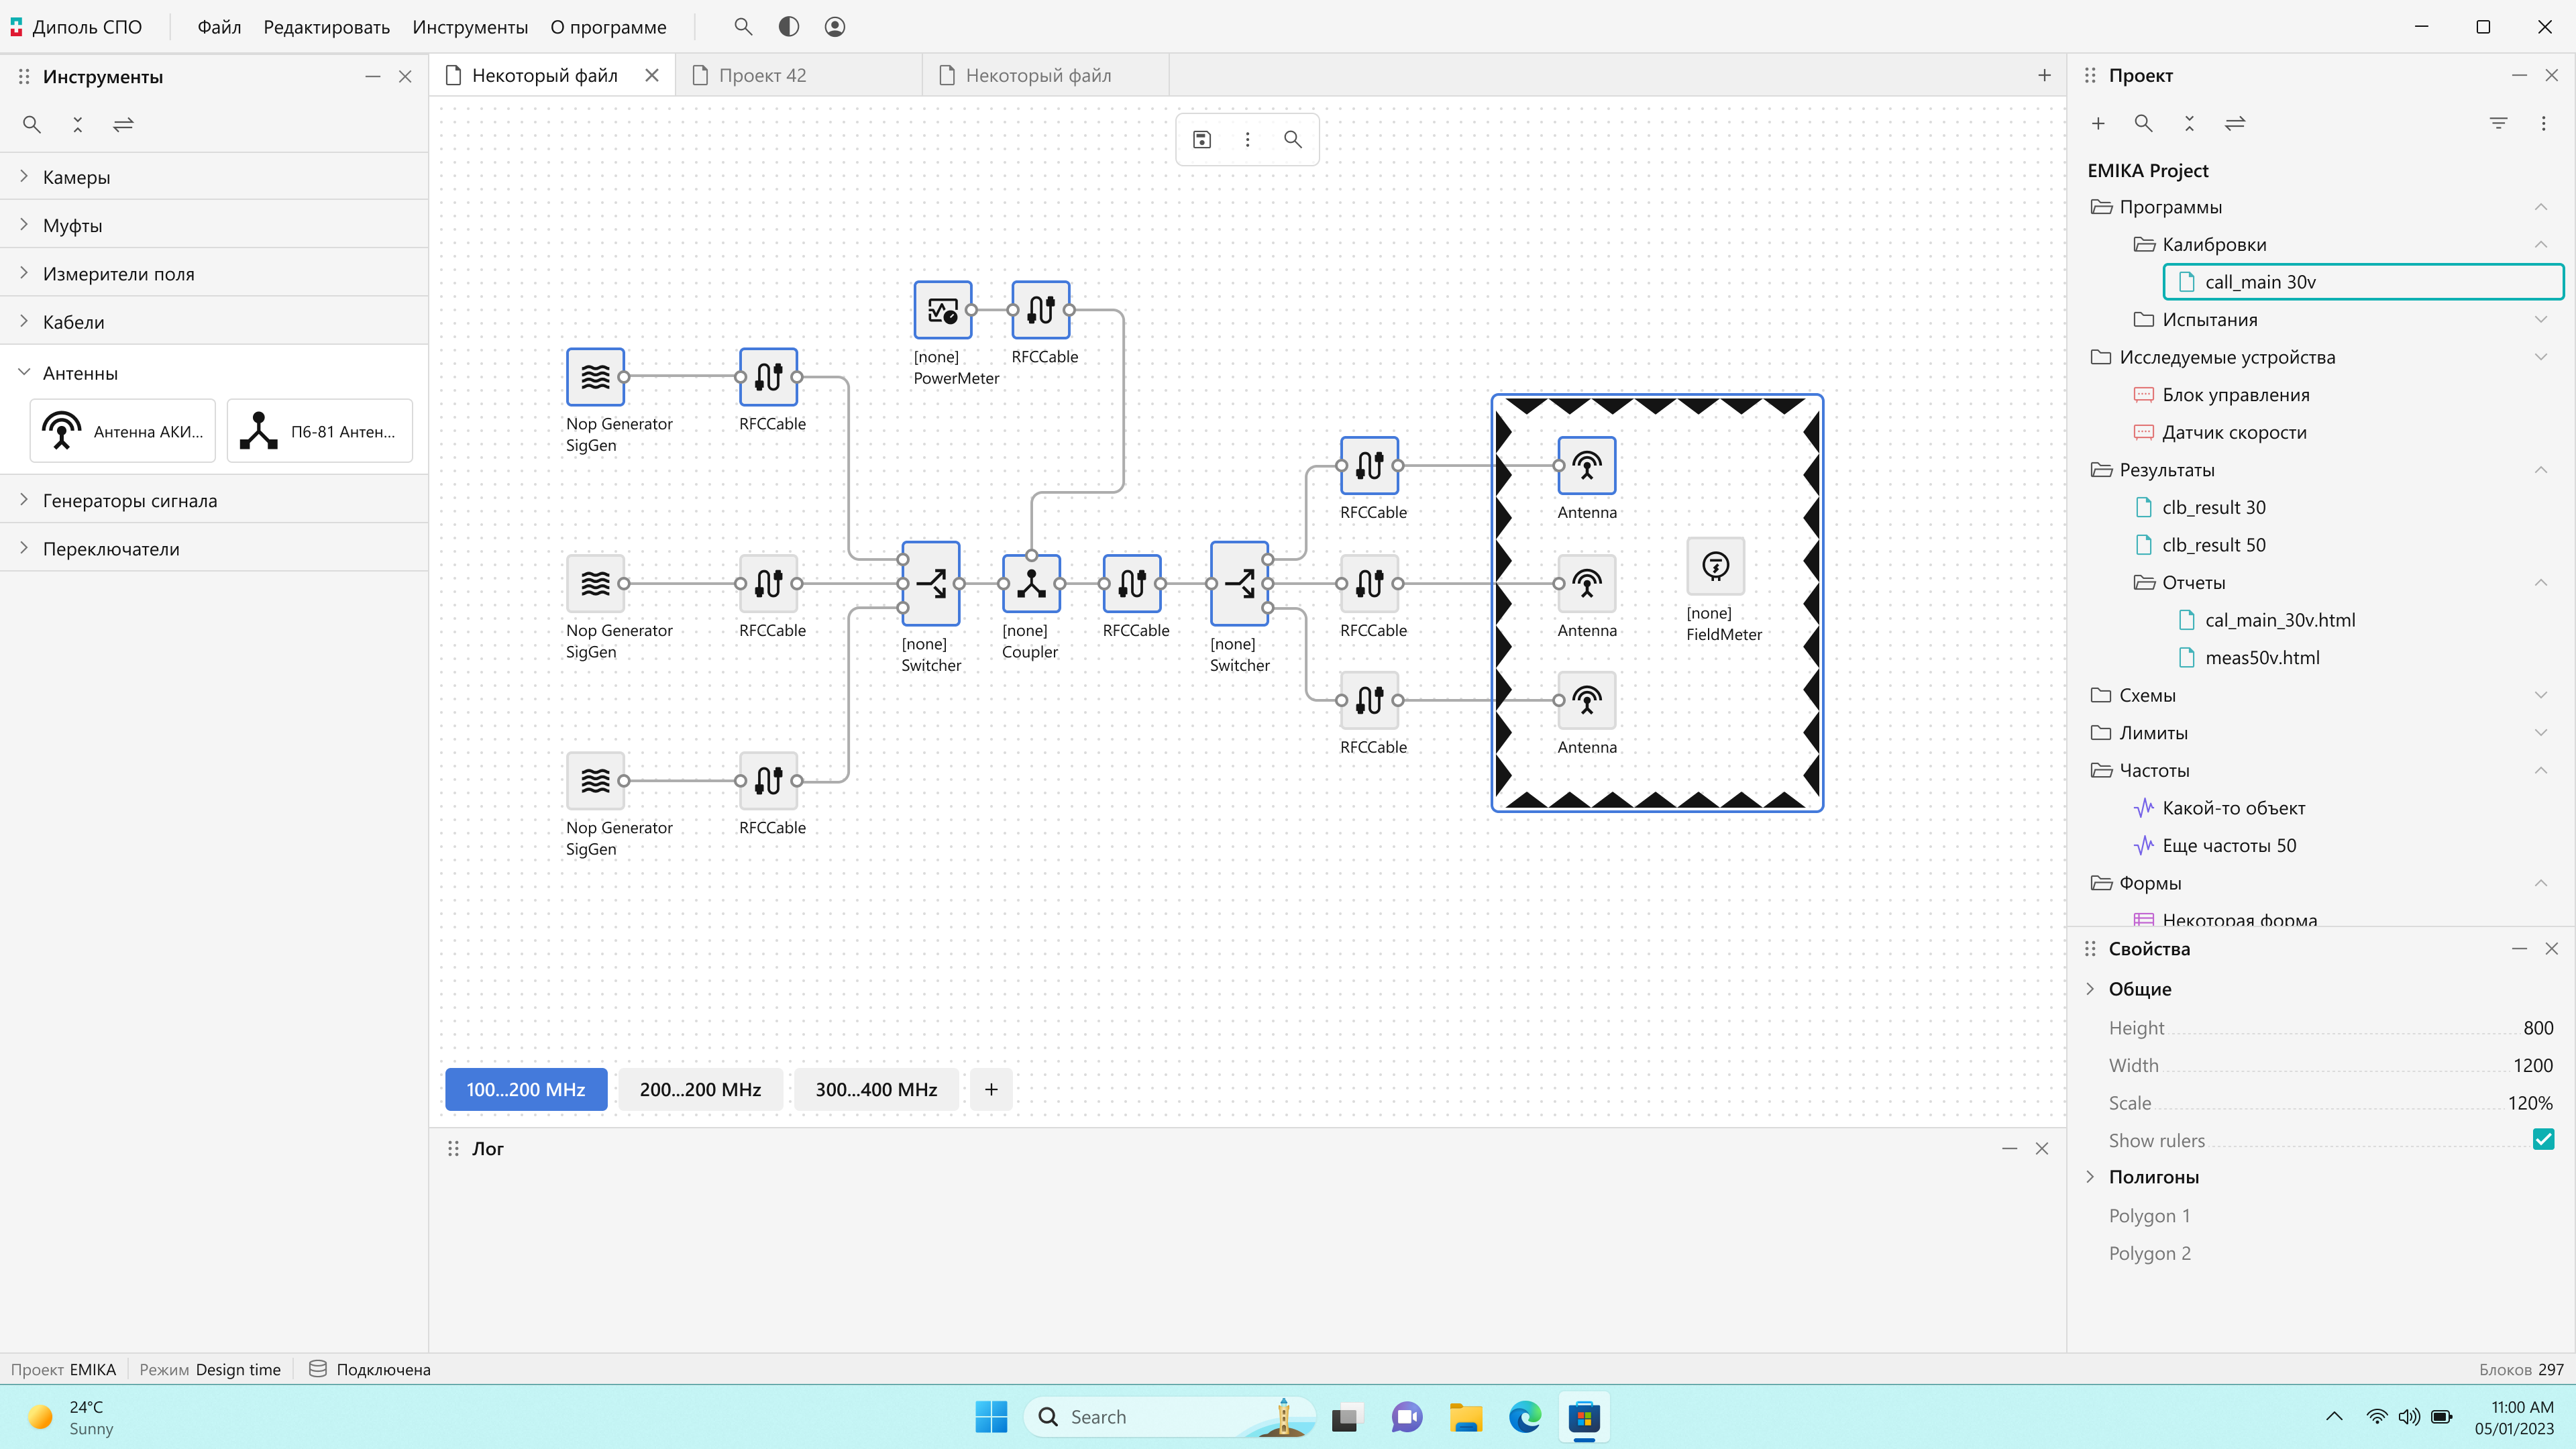 Диполь СПО
Файл
Редактировать
Инструменты
О программе
Инструменты
Камеры
Муфты
Измерители поля
Кабели
Антенны
Антенна АКИ...
П6-81 Антен...
Генераторы сигнала
Переключатели
Некоторый файл
Проект 42
Некоторый файл
[none]
PowerMeter
RFCCable
Nop Generator
SigGen
RFCCable
RFCCable
Antenna
Nop Generator
SigGen
RFCCable
[none]
Switcher
[none]
Coupler
RFCCable
[none]
Switcher
RFCCable
Antenna
[none]
FieldMeter
RFCCable
Antenna
Nop Generator
SigGen
RFCCable
100...200 MHz
200...200 MHz
300...400 MHz
Лог
Проект
EMIKA Project
Программы
Калибровки
call_main 30v
Испытания
Исследуемые устройства
Блок управления
Датчик скорости
Результаты
clb_result 30
clb_result 50
Отчеты
cal_main_30v.html
meas50v.html
Схемы
Лимиты
Частоты
Какой-то объект
Еще частоты 50
Формы
Некоторая форма
Свойства
Общие
Height 800
Width 1200
Scale 120%
Show rulers
Полигоны
Polygon 1
Polygon 2
Проект EMIKA
Режим Design time
Подключена
Блоков 297
24°C
Sunny
Search
11:00 AM
05/01/2023